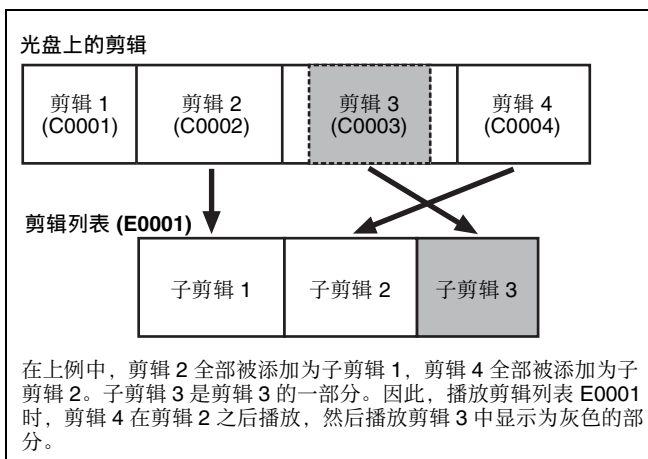 光盘上的剪辑
剪辑 1
(C0001)
剪辑 2
(C0002)
剪辑 3
(C0003)
剪辑 4
(C0004)
剪辑列表 (E0001)
子剪辑 1
子剪辑 2
子剪辑 3
在上例中，剪辑 2 全部被添加为子剪辑 1，剪辑 4 全部被添加为子
剪辑 2。子剪辑 3 是剪辑 3 的一部分。因此，播放剪辑列表 E0001
时，剪辑 4 在剪辑 2 之后播放，然后播放剪辑 3 中显示为灰色的部
分。